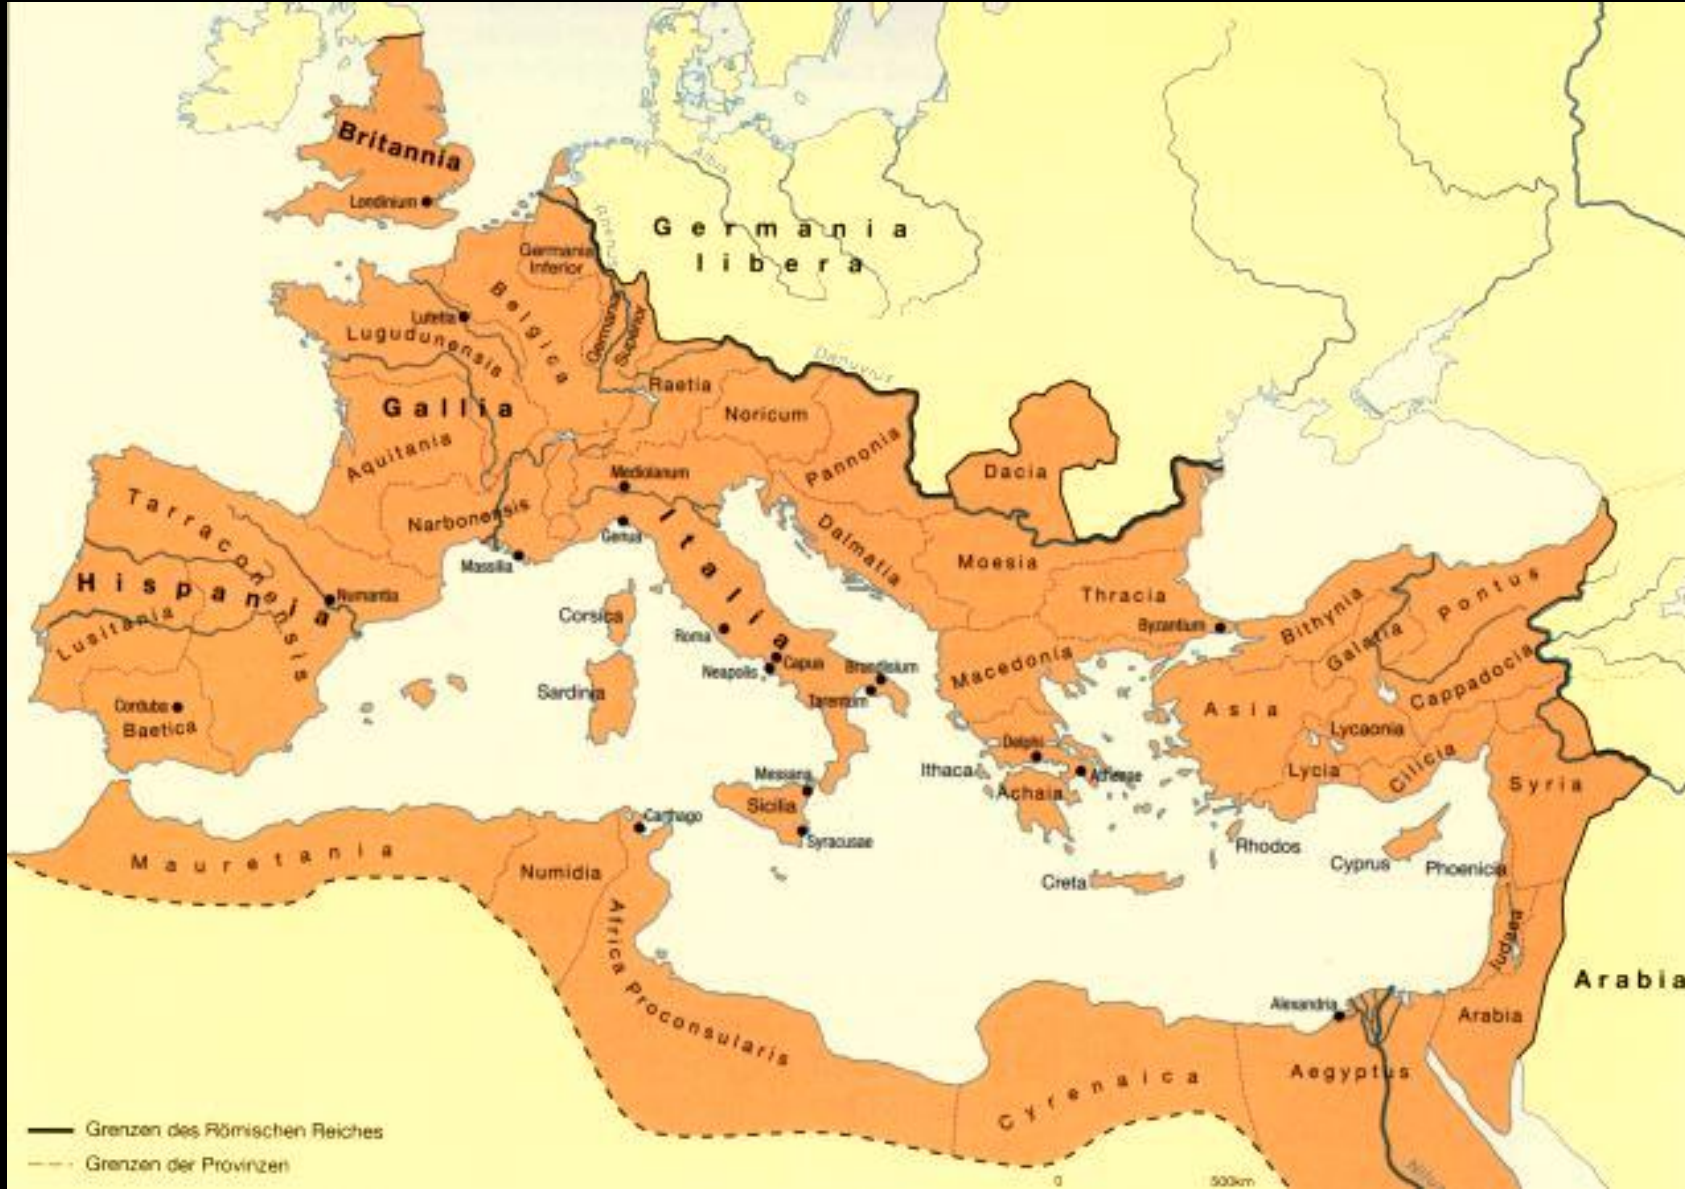 Britannia
Londinium
Albis
Rhenus
Germania
libera
Germania
Inferior
Belgica
Germania
Superior
Lutetia
Lugudunensis
Danuvius
Raetia
Gallia
Noricum
Aquitania
Pannonia
Dacia
Mediolanum
Tarraconensis
Narbonensis
Genua
Italia
Dalmatia
Massilia
Moesia
Hispania
Numantia
Thracia
Bithynia
Pontus
Lusitania
Corsica
Roma
Byzantium
Galatia
Capua
Neapolis
Brundisium
Macedonia
Cappadocia
Sardinia
Tarentum
Asia
Corduba
Baetica
Lycaonia
Delphi
Ithaca
Athenae
Lycia
Cilicia
Messana
Syria
Sicilia
Achaia
Carthago
Syracusae
Rhodos
Mauretania
Numidia
Cyprus
Phoenicia
Creta
Africa Proconsularis
Iudaea
Arabia
Alexandria
Arabia
Aegyptus
Cyrenaica
Grenzen des Römischen Reiches
Grenzen der Provinzen
Nilus
0 500km